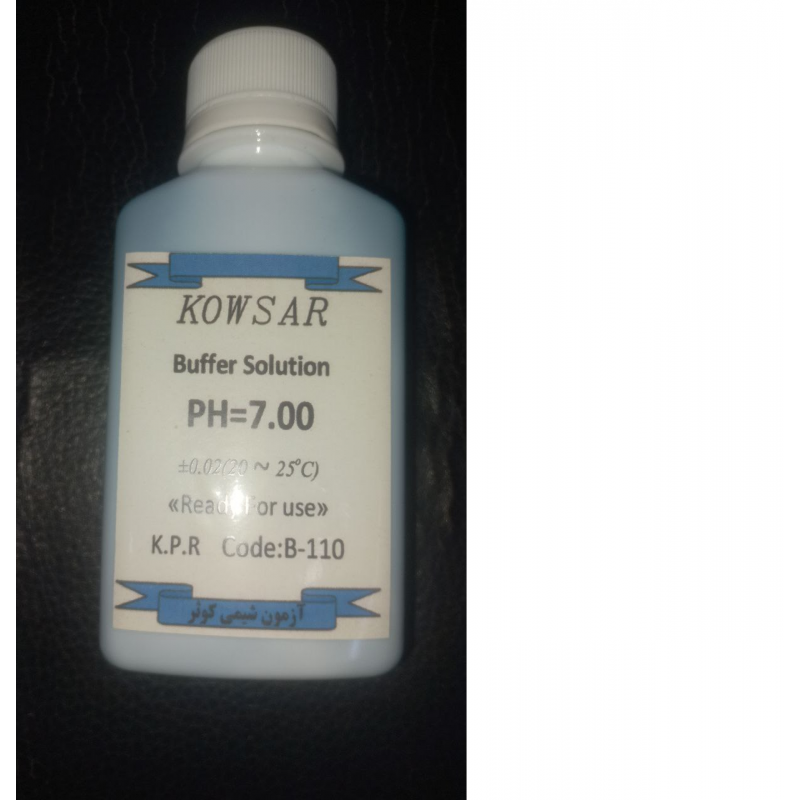 KOWSAR
Buffer Solution
PH=7.00
±0.02(20 ~ 25°C)
«Ready For use»
K.P.R Code:B-110
آزمون شیمی کوثر